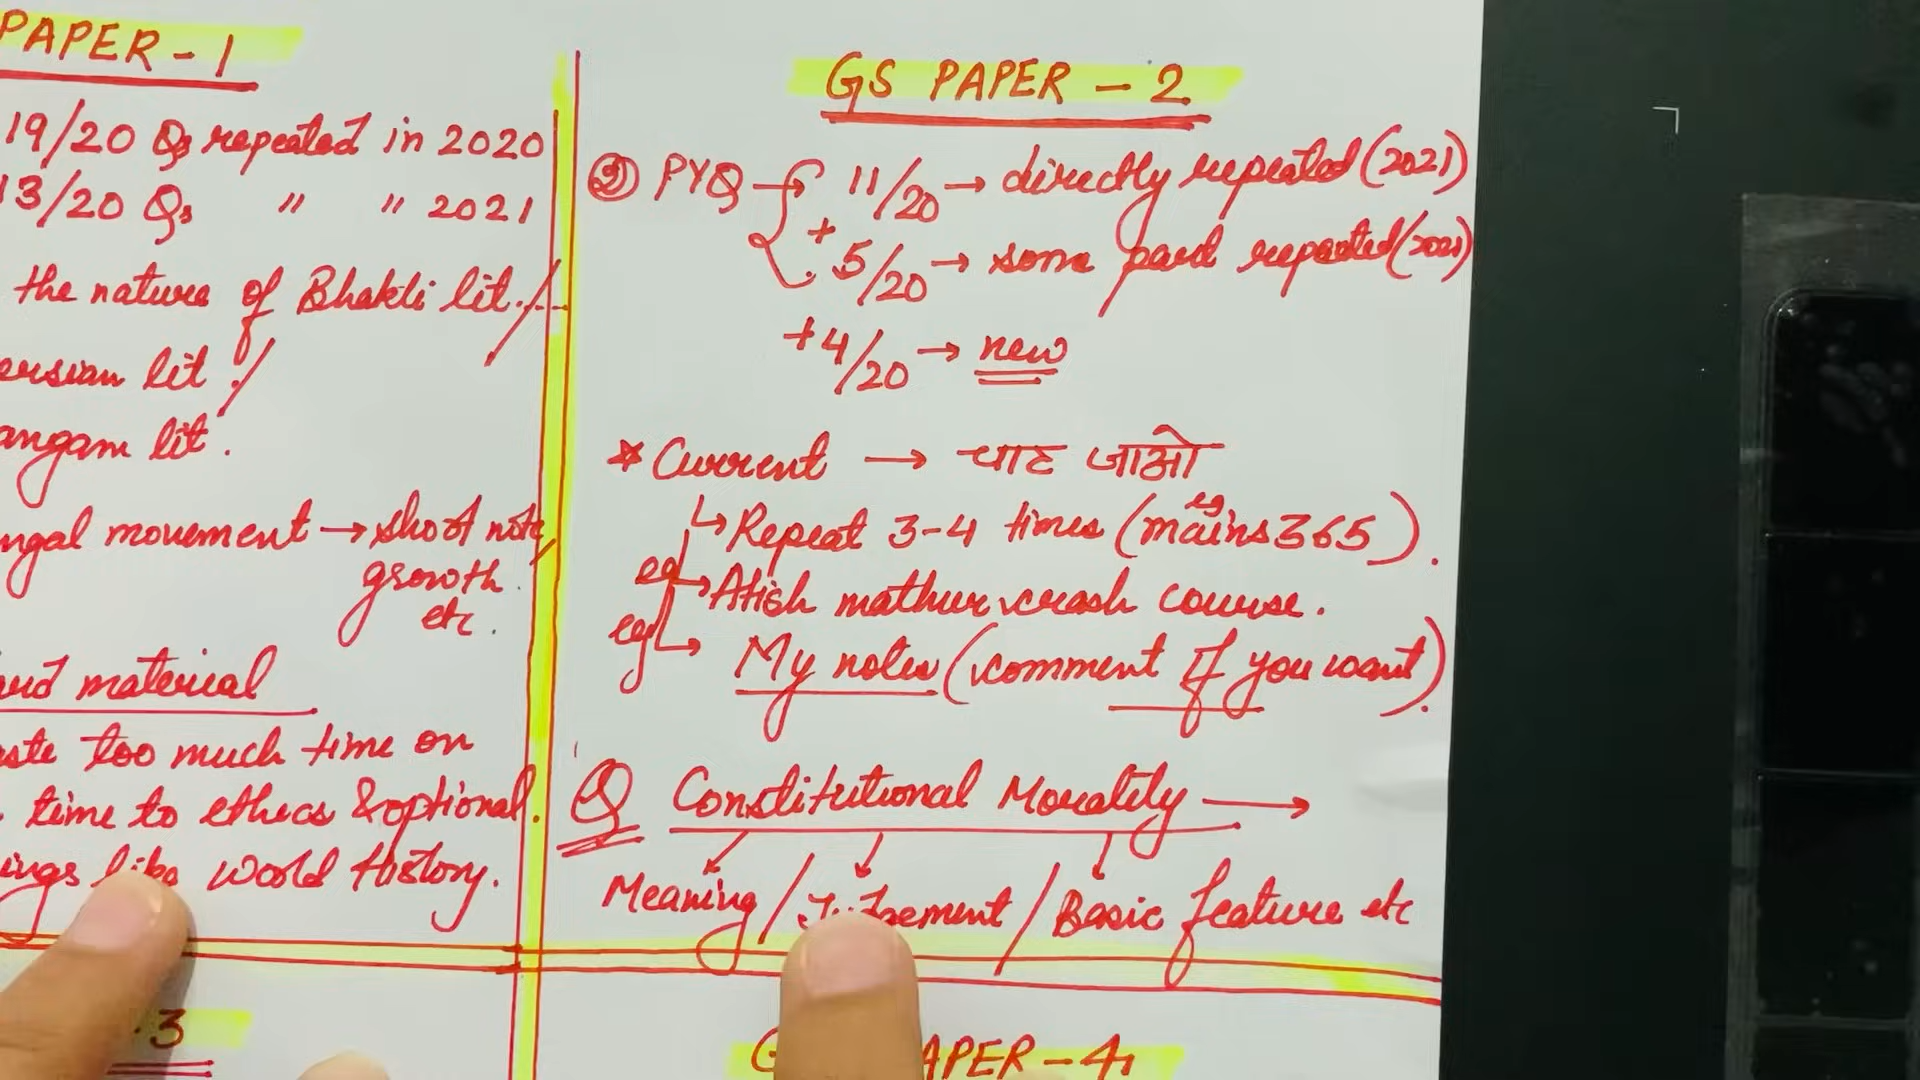 PAPER - 1
19/20 Qs repeated in 2020
13/20 Qs " " 2021
the nature of Bhakti lit./...
ersian lit /
angam lit.
ngal movement → short note
growth
etc.
material
too much time on
time to ethics & optional.
ings like world History.
3
GS PAPER - 2
PYQ → 11/20 → directly repeated (2021)
+ 5/20 → some part repeated (2021)
+4/20 → new
* Current → चाट जाओ
↳ Repeat 3-4 times (eg mains 365).
eg → Atish mathur crash course.
eg → My notes (comment if you want).
Q Constitutional Morality →
Meaning / Judgement / Basic feature etc
G APER - 4